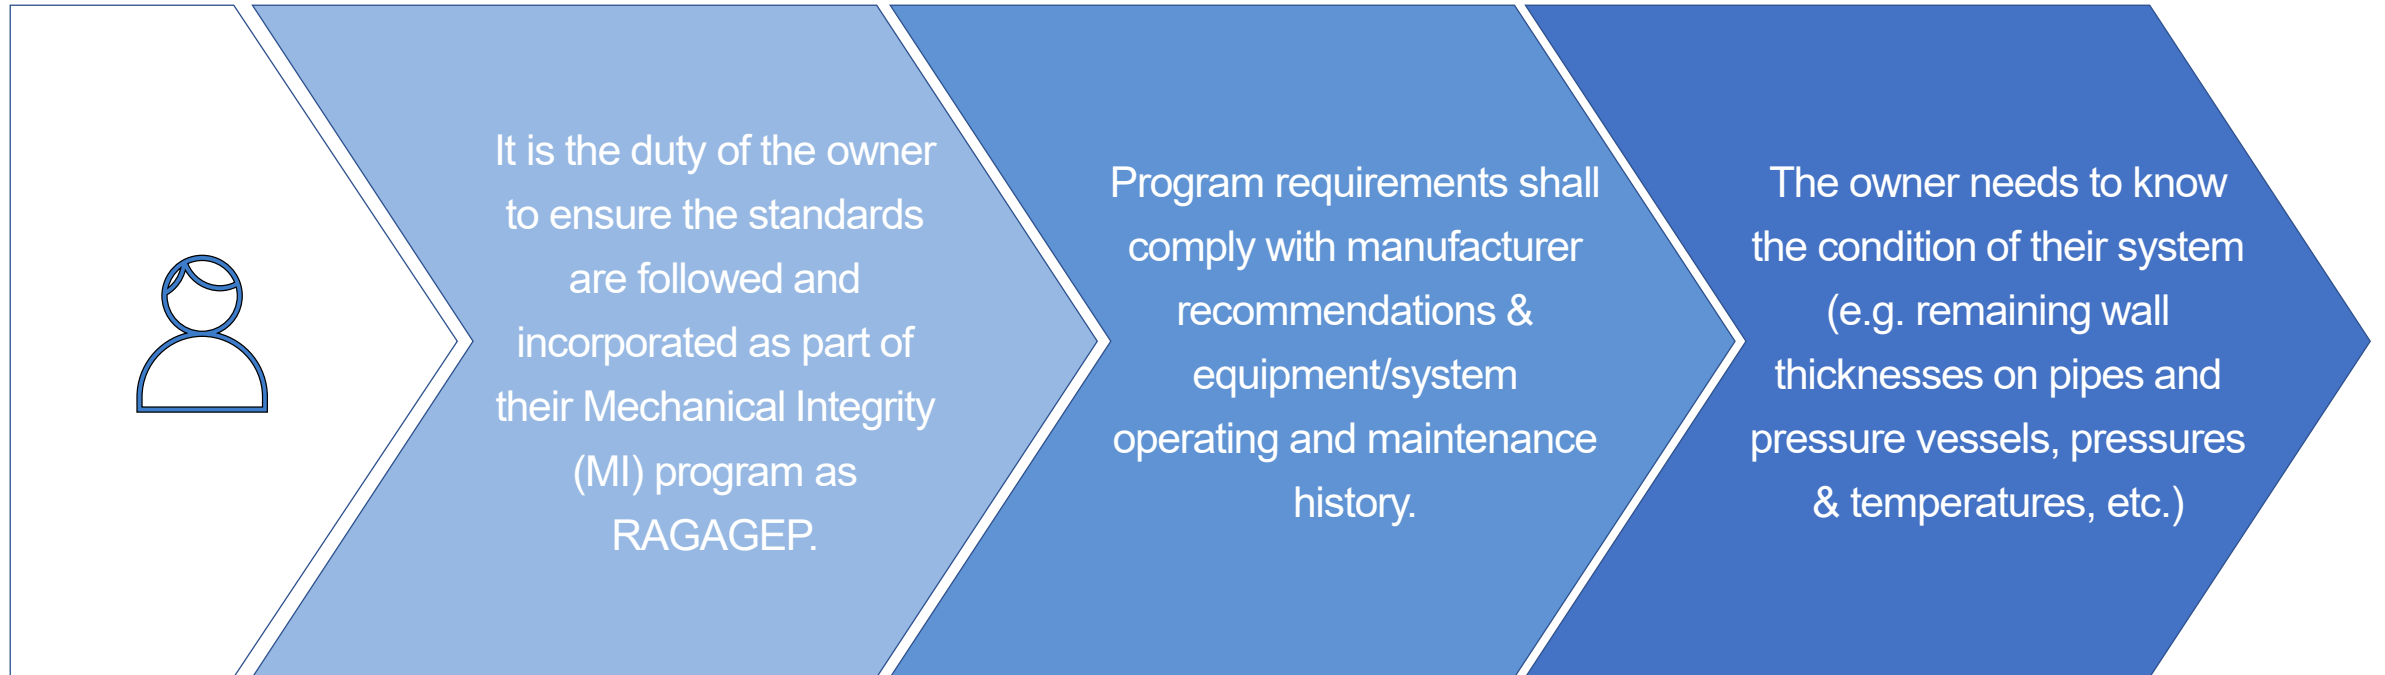 It is the duty of the owner
to ensure the standards
are followed and
incorporated as part of
their Mechanical Integrity
(MI) program as
RAGAGEP.
Program requirements shall
comply with manufacturer
recommendations &
equipment/system
operating and maintenance
history.
The owner needs to know
the condition of their system
(e.g. remaining wall
thicknesses on pipes and
pressure vessels, pressures
& temperatures, etc.)